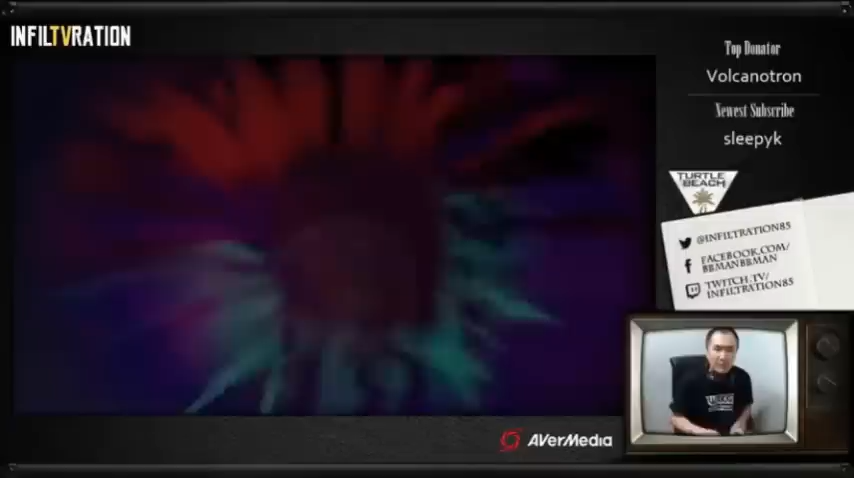 INFILTVRATION
Top Donator
Volcanotron
Newest Subscribe
sleepyk
TURTLE
BEACH
@INFILTRATION85
FACEBOOK.COM/
BBMANBBMAN
TWITCH.TV/
INFILTRATION85
AVerMedia